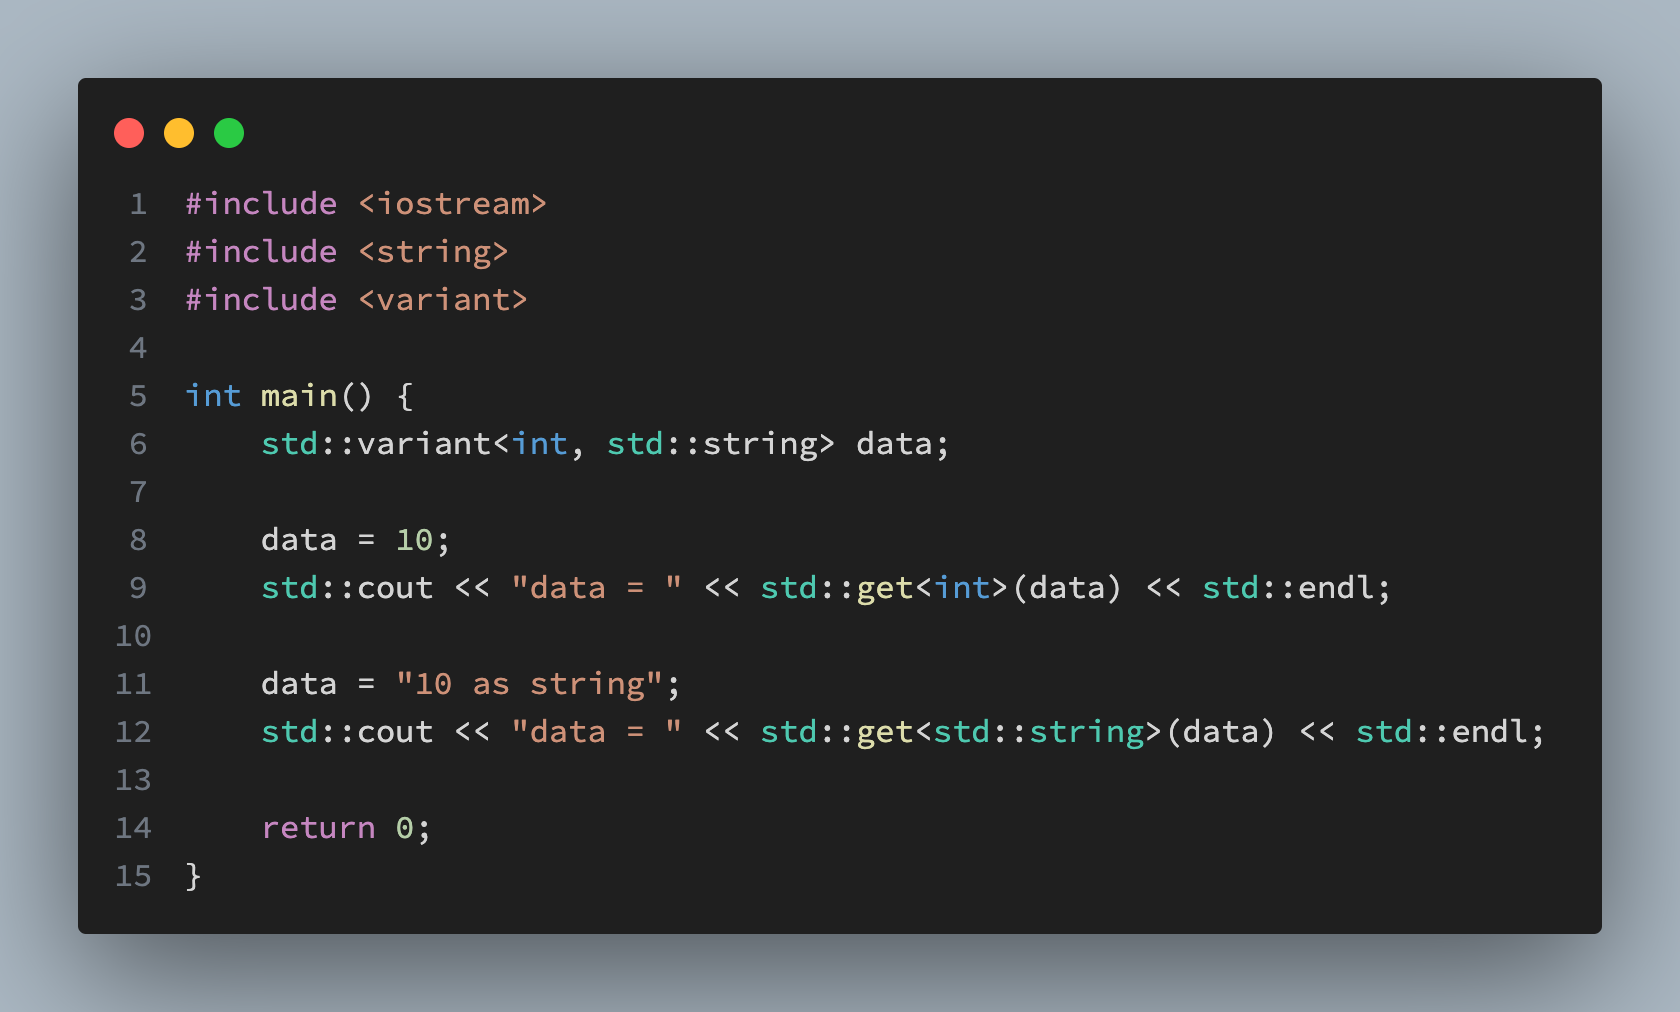 1 #include <iostream>
2 #include <string>
3 #include <variant>
4
5 int main() {
6     std::variant<int, std::string> data;
7
8     data = 10;
9     std::cout << "data = " << std::get<int>(data) << std::endl;
10
11     data = "10 as string";
12     std::cout << "data = " << std::get<std::string>(data) << std::endl;
13
14     return 0;
15 }